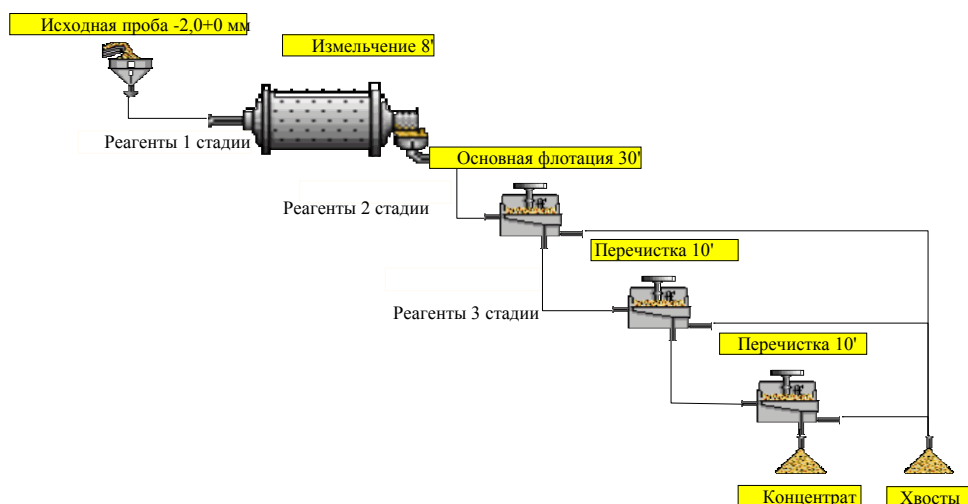 Исходная проба -2,0+0 мм
Измельчение 8'
Реагенты 1 стадии
Основная флотация 30'
Реагенты 2 стадии
Перечистка 10'
Реагенты 3 стадии
Перечистка 10'
Концентрат
Хвосты